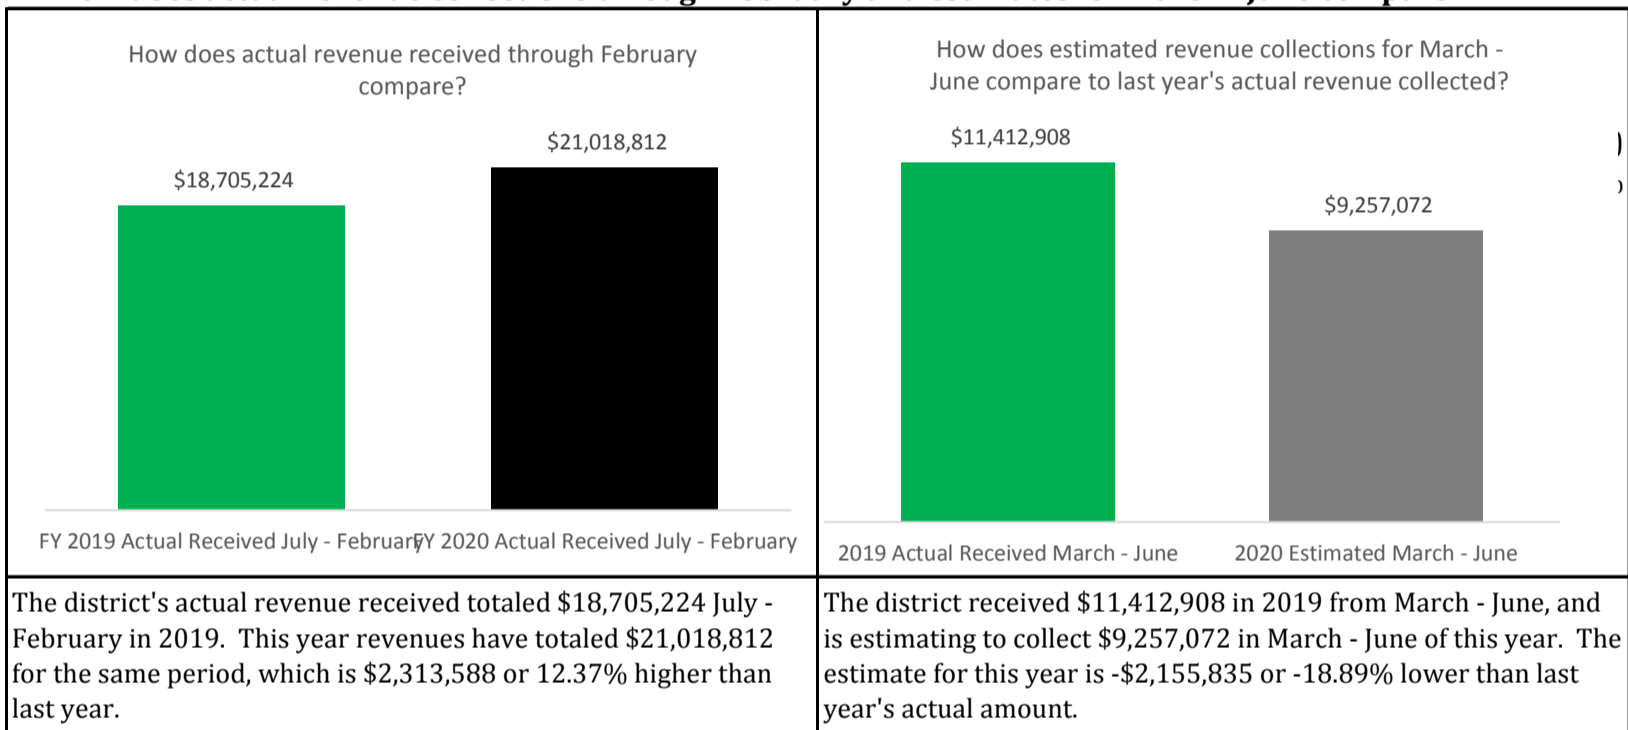 How does actual revenue received through February
compare?
$21,018,812
$18,705,224
FY 2019 Actual Received July - February
FY 2020 Actual Received July - February
The district's actual revenue received totaled $18,705,224 July -
February in 2019.  This year revenues have totaled $21,018,812
for the same period, which is $2,313,588 or 12.37% higher than
last year.
How does estimated revenue collections for March -
June compare to last year's actual revenue collected?
$11,412,908
$9,257,072
2019 Actual Received March - June
2020 Estimated March - June
The district received $11,412,908 in 2019 from March - June, and
is estimating to collect $9,257,072 in March - June of this year.  The
estimate for this year is -$2,155,835 or -18.89% lower than last
year's actual amount.